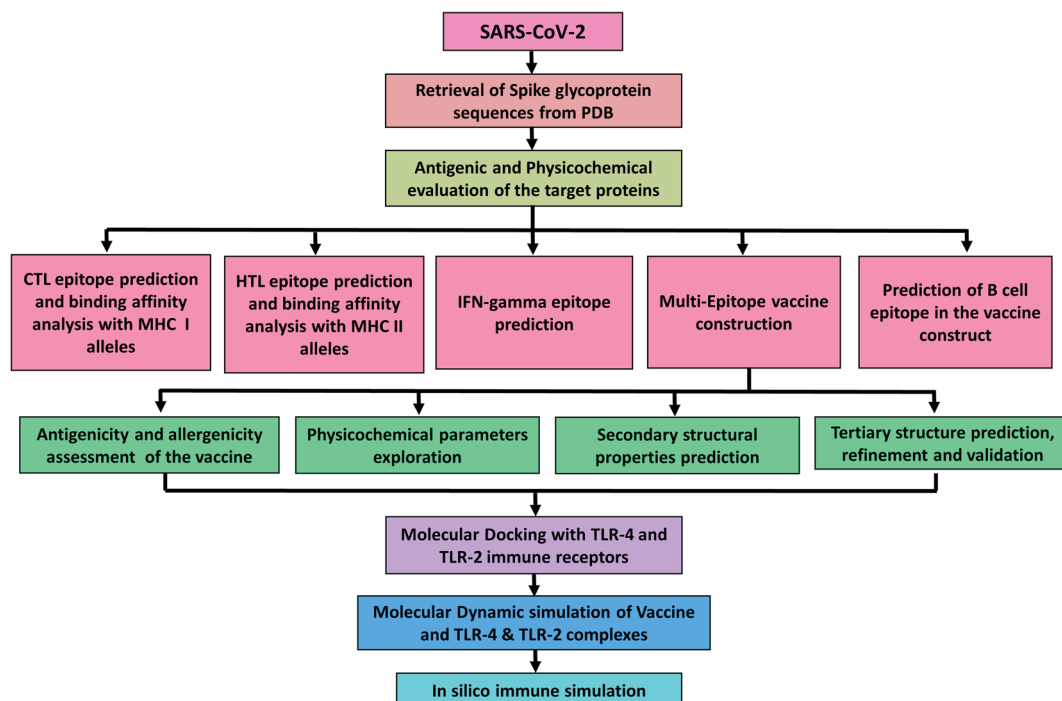 SARS-CoV-2
Retrieval of Spike glycoprotein
sequences from PDB
Antigenic and Physicochemical
evaluation of the target proteins
CTL epitope prediction
and binding affinity
analysis with MHC I
alleles
HTL epitope prediction
and binding affinity
analysis with MHC II
alleles
IFN-gamma epitope
prediction
Multi-Epitope vaccine
construction
Prediction of B cell
epitope in the vaccine
construct
Antigenicity and allergenicity
assessment of the vaccine
Physicochemical parameters
exploration
Secondary structural
properties prediction
Tertiary structure prediction,
refinement and validation
Molecular Docking with TLR-4 and
TLR-2 immune receptors
Molecular Dynamic simulation of Vaccine
and TLR-4 & TLR-2 complexes
In silico immune simulation